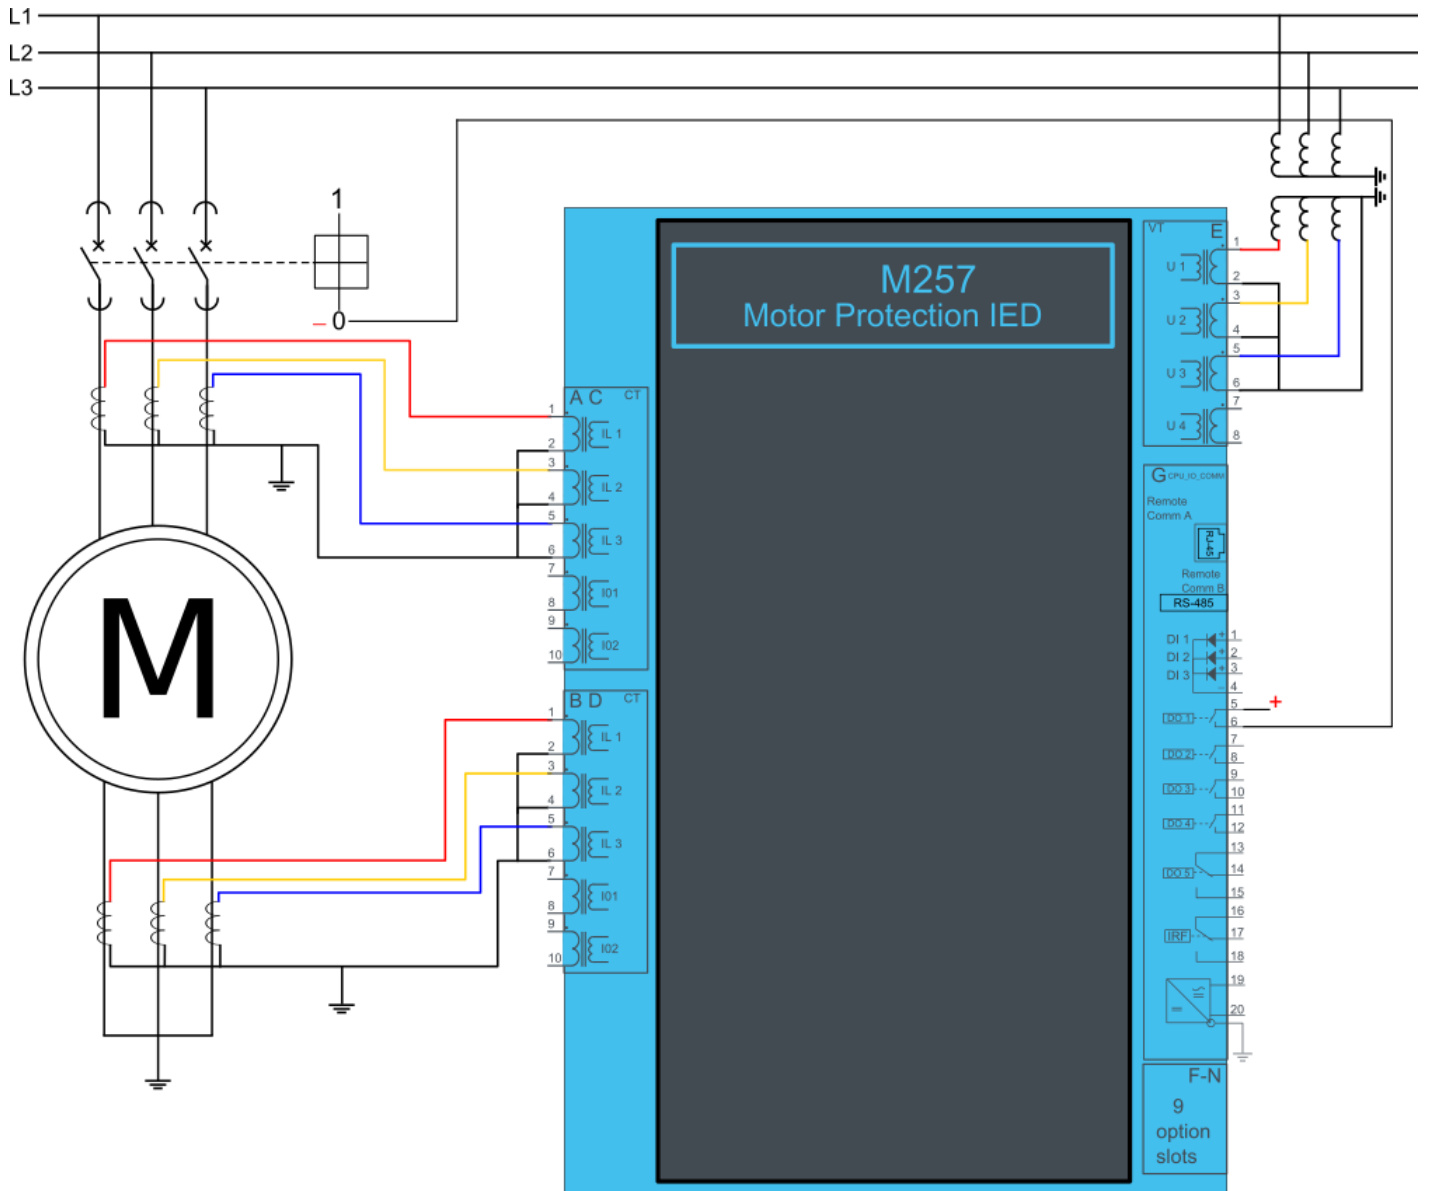 L1
L2
L3
1
– 0
M
M257
Motor Protection IED
A C CT
1
2
IL 1
3
4
IL 2
5
6
IL 3
7
8
I01
9
10
I02
B D CT
1
2
IL 1
3
4
IL 2
5
6
IL 3
7
8
I01
9
10
I02
VT E
1
U 1
2
3
U 2
4
5
U 3
6
7
U 4
8
G CPU_IO_COMM
Remote
Comm A
RJ-45
Remote
Comm B
RS-485
DI 1 + 1
DI 2 + 2
DI 3 + 3
- 4
5 +
DO 1 6
7
DO 2 8
9
DO 3 10
11
DO 4 12
13
DO 5 14
15
16
IRF 17
18
19
20
F-N
9
option
slots